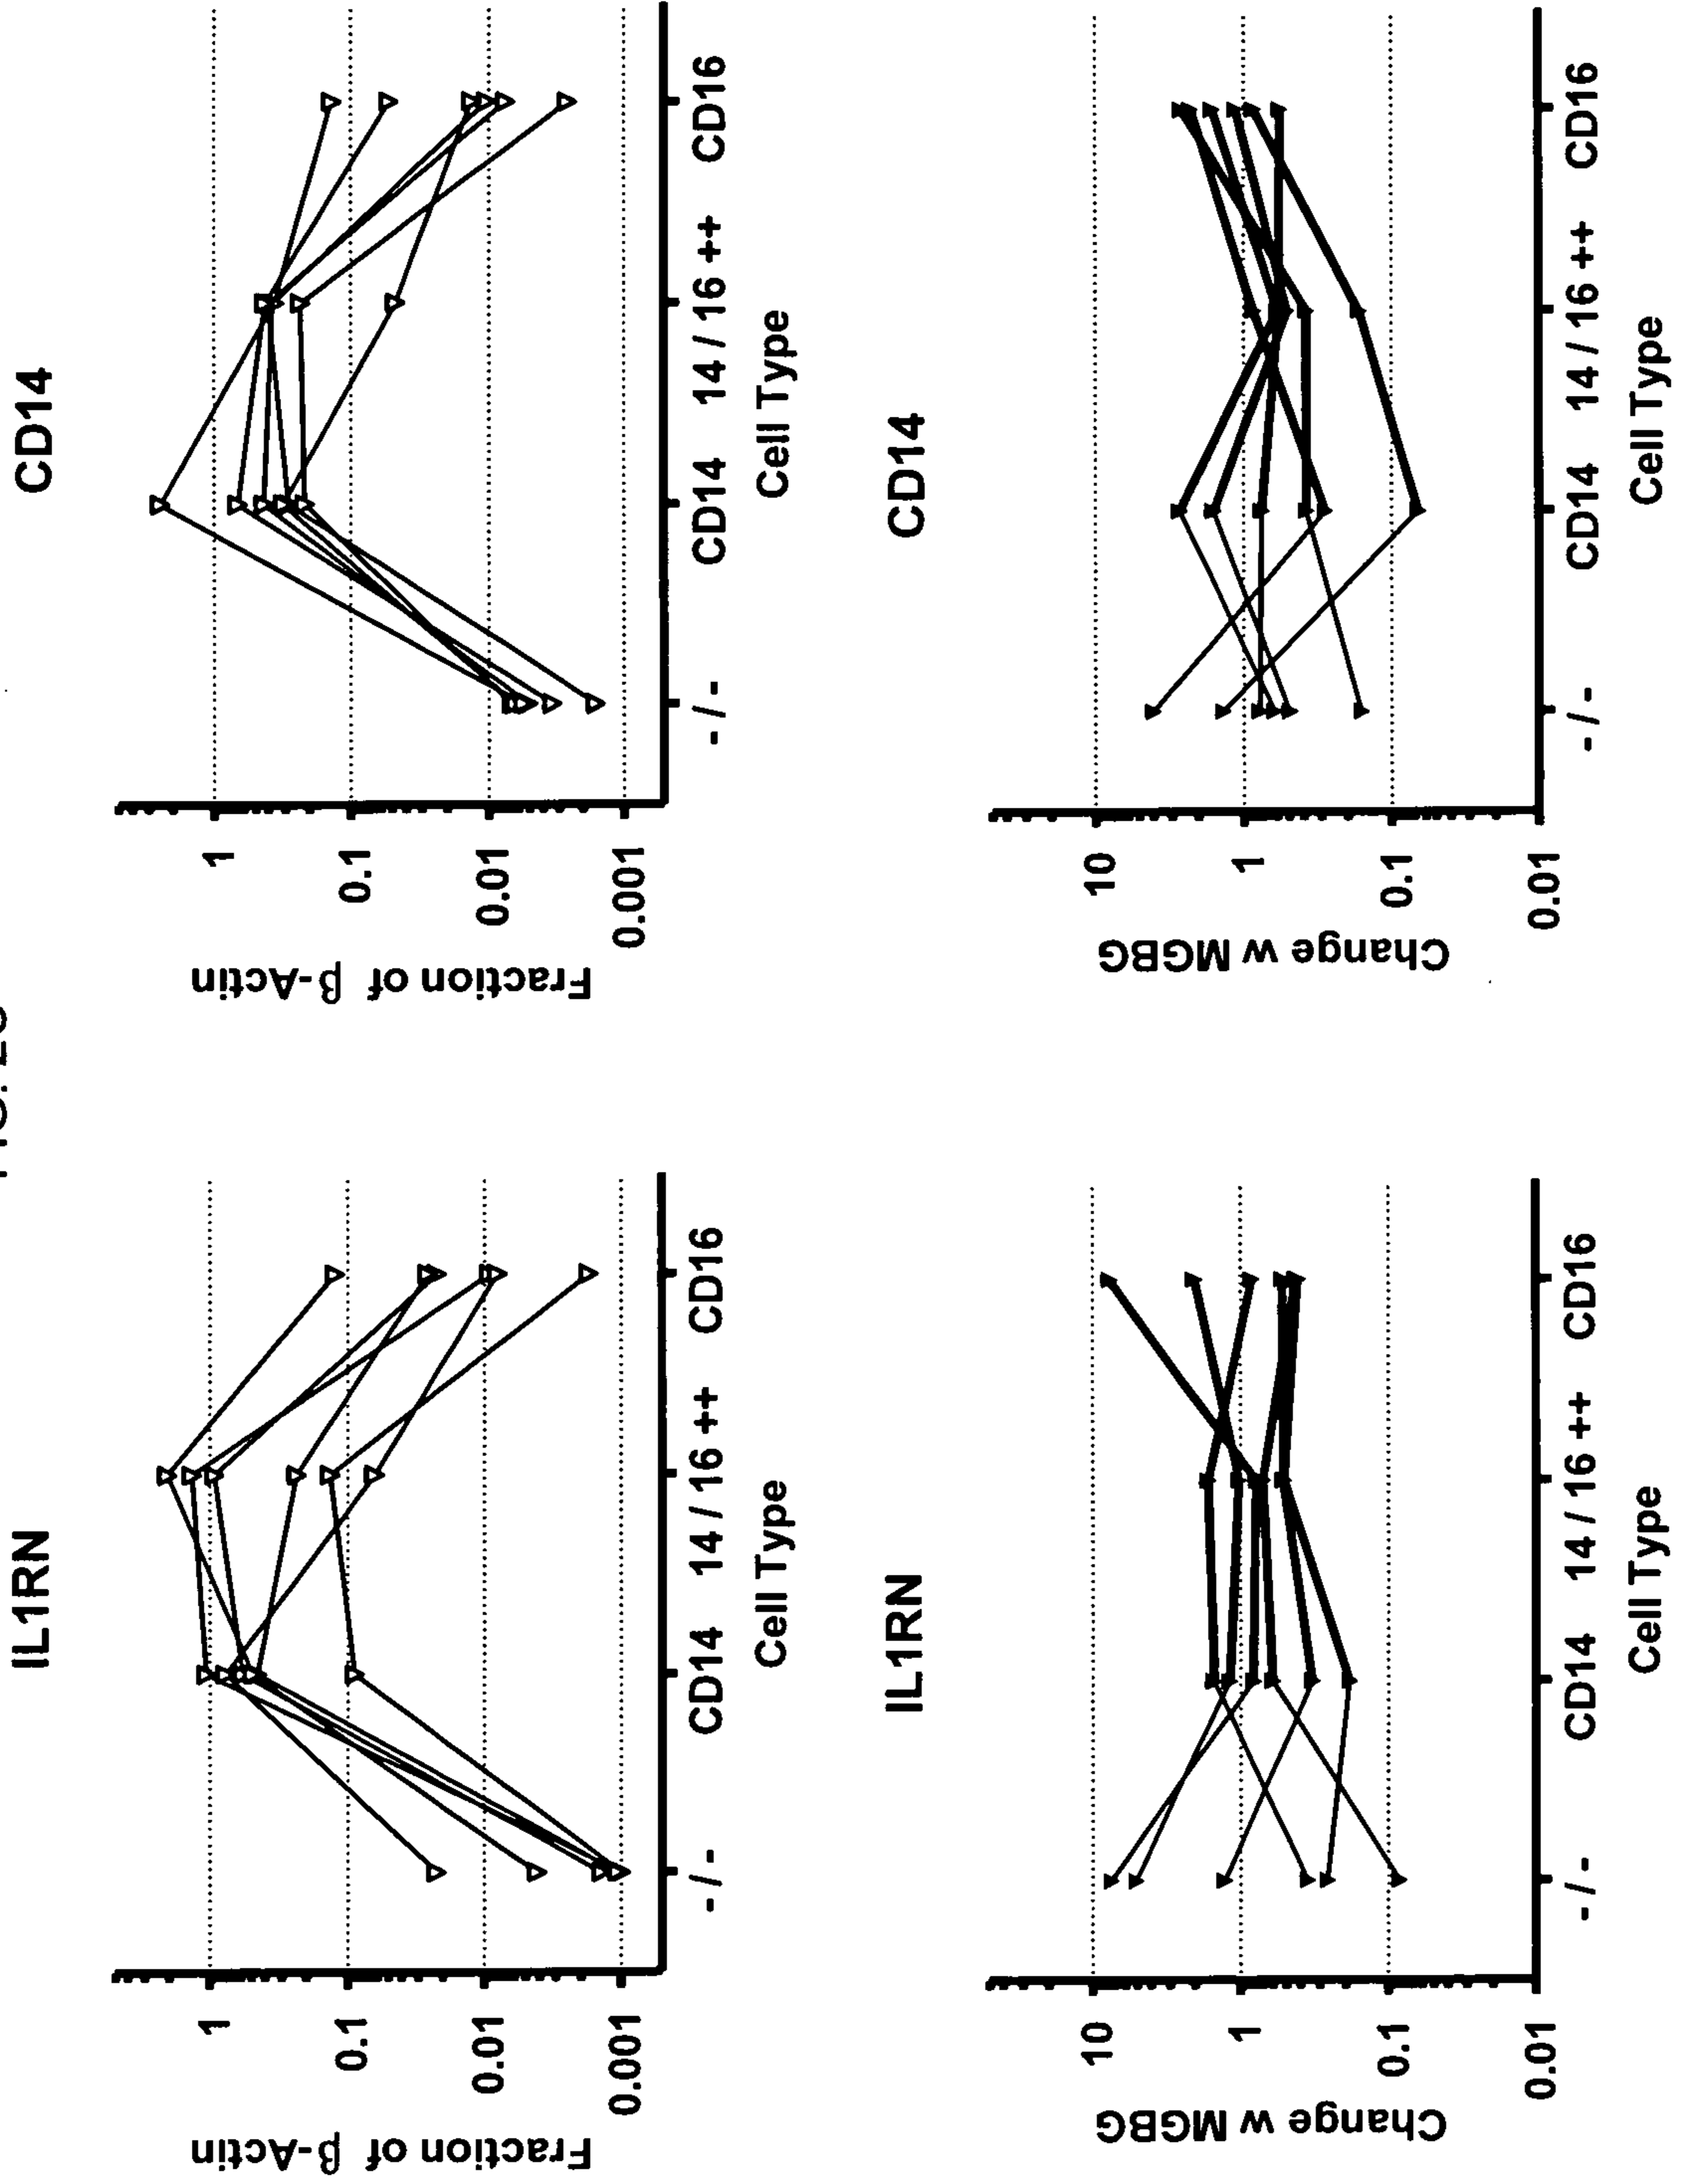 IL1RN
Fraction of β-Actin
1
0.1
0.01
0.001
- / -
CD14
14 / 16 ++
CD16
Cell Type
CD14
Fraction of β-Actin
1
0.1
0.01
0.001
- / -
CD14
14 / 16 ++
CD16
Cell Type
IL1RN
Change w MGBG
10
1
0.1
0.01
- / -
CD14
14 / 16 ++
CD16
Cell Type
CD14
Change w MGBG
10
1
0.1
0.01
- / -
CD14
14 / 16 ++
CD16
Cell Type